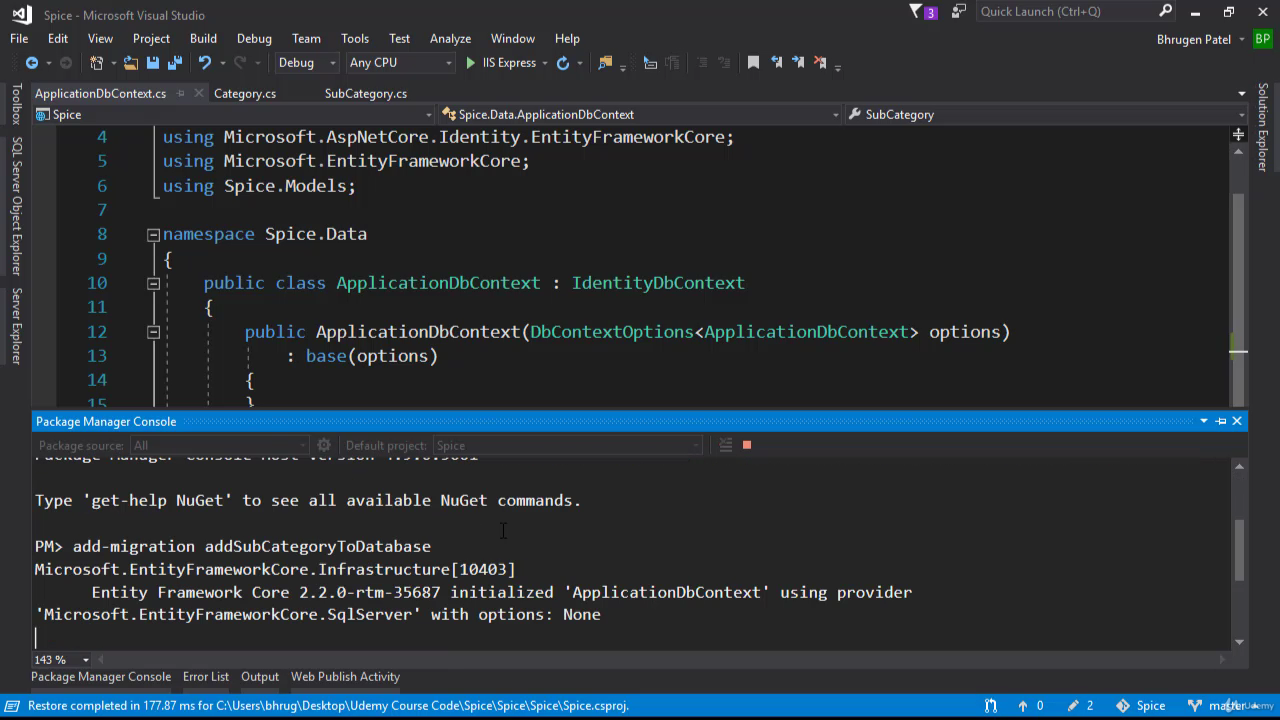 Spice - Microsoft Visual Studio
3
Quick Launch (Ctrl+Q)
File Edit View Project Build Debug Team Tools Test Analyze Window Help
Bhrugen Patel BP
Debug Any CPU IIS Express
ApplicationDbContext.cs Category.cs SubCategory.cs
Spice Spice.Data.ApplicationDbContext SubCategory
Toolbox
SQL Server Object Explorer
Server Explorer
Solution Explorer
4 using Microsoft.AspNetCore.Identity.EntityFrameworkCore;
5 using Microsoft.EntityFrameworkCore;
6 using Spice.Models;
7
8 namespace Spice.Data
9 {
10 public class ApplicationDbContext : IdentityDbContext
11 {
12 public ApplicationDbContext(DbContextOptions<ApplicationDbContext> options)
13 : base(options)
14 {
15 }
Package Manager Console
Package source: All Default project: Spice
Type 'get-help NuGet' to see all available NuGet commands.
PM> add-migration addSubCategoryToDatabase
Microsoft.EntityFrameworkCore.Infrastructure[10403]
Entity Framework Core 2.2.0-rtm-35687 initialized 'ApplicationDbContext' using provider
'Microsoft.EntityFrameworkCore.SqlServer' with options: None
143 %
Package Manager Console Error List Output Web Publish Activity
Restore completed in 177.87 ms for C:\Users\bhrug\Desktop\Udemy Course Code\Spice\Spice\Spice\Spice.csproj. 0 2 Spice master
Udemy